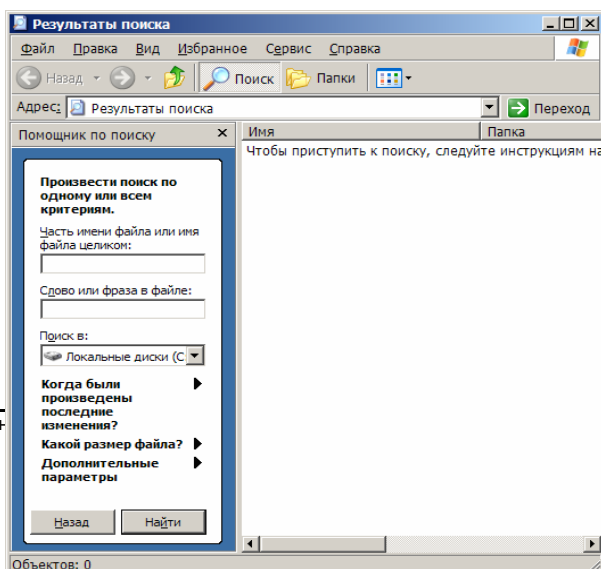 Результаты поиска
Файл Правка Вид Избранное Сервис Справка
Назад Поиск Папки
Адрес: Результаты поиска Переход
Помощник по поиску x
Имя Папка
Чтобы приступить к поиску, следуйте инструкциям на
Произвести поиск по
одному или всем
критериям.
Часть имени файла или имя
файла целиком:
Слово или фраза в файле:
Поиск в:
Локальные диски (C
Когда были
произведены
последние
изменения?
Какой размер файла?
Дополнительные
параметры
Назад Найти
Объектов: 0